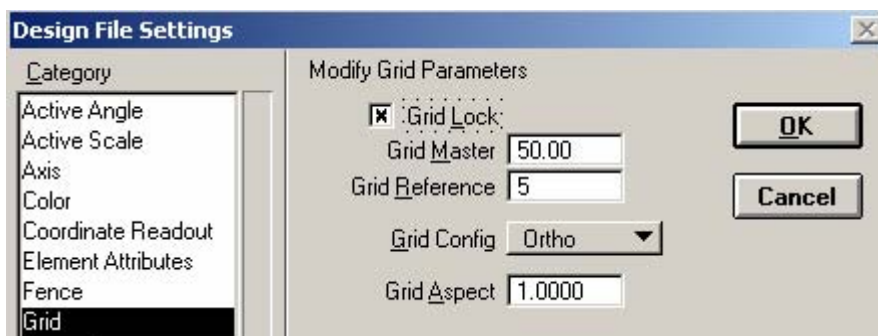 Design File Settings
Category
Active Angle
Active Scale
Axis
Color
Coordinate Readout
Element Attributes
Fence
Grid
Modify Grid Parameters
Grid Lock
Grid Master 50.00
Grid Reference 5
Grid Config Ortho
Grid Aspect 1.0000
OK
Cancel